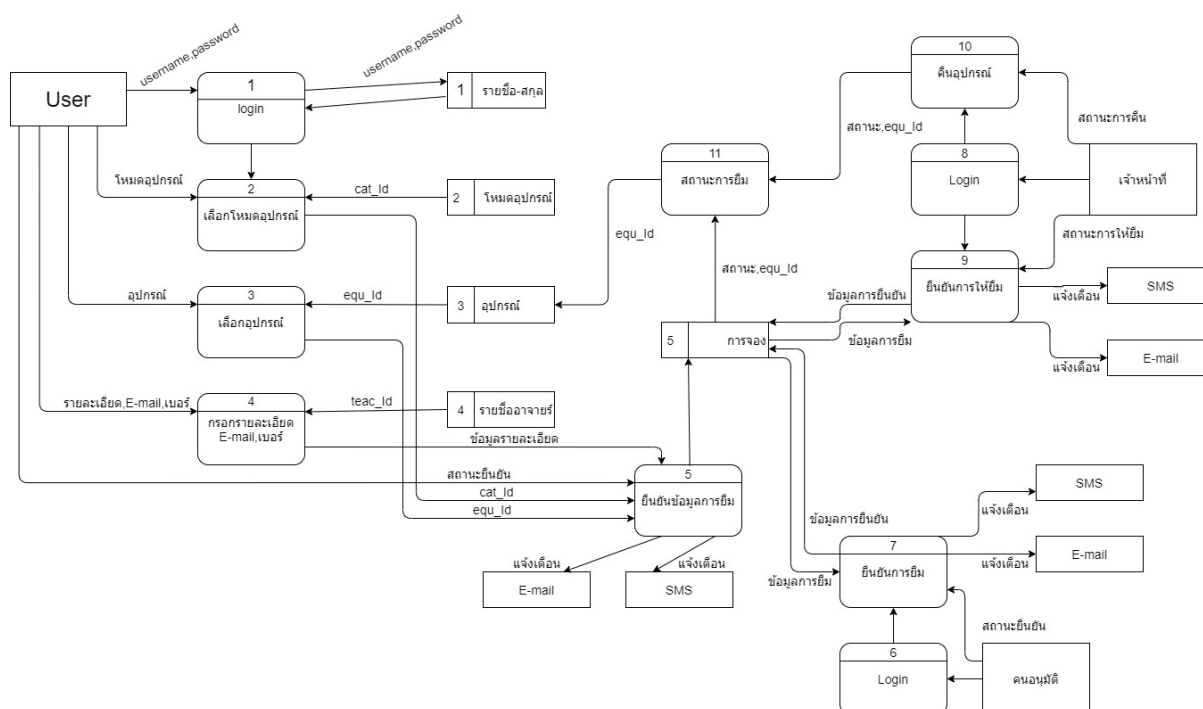 username,password
username,password
User
1
login
1
รายชื่อ-สกุล
โหมดอุปกรณ์
2
เลือกโหมดอุปกรณ์
cat_Id
2
โหมดอุปกรณ์
อุปกรณ์
3
เลือกอุปกรณ์
equ_Id
3
อุปกรณ์
รายละเอียด,E-mail,เบอร์
4
กรอกรายละเอียด
E-mail,เบอร์
teac_Id
4
รายชื่ออาจายร์
ข้อมูลรายละเอียด
สถานะยืนยัน
cat_Id
equ_Id
5
ยืนยันข้อมูลการยืม
แจ้งเตือน
แจ้งเตือน
E-mail
SMS
10
คืนอุปกรณ์
สถานะ,equ_Id
สถานะการคืน
11
สถานะการยืม
8
Login
เจ้าหน้าที่
equ_Id
สถานะการให้ยืม
สถานะ,equ_Id
9
ยืนยันการให้ยืม
แจ้งเตือน
SMS
ข้อมูลการยืนยัน
5
การจอง
ข้อมูลการยืม
แจ้งเตือน
E-mail
SMS
แจ้งเตือน
ข้อมูลการยืนยัน
7
ยืนยันการยืม
E-mail
แจ้งเตือน
ข้อมูลการยืม
สถานะยืนยัน
6
Login
คนอนุมัติ